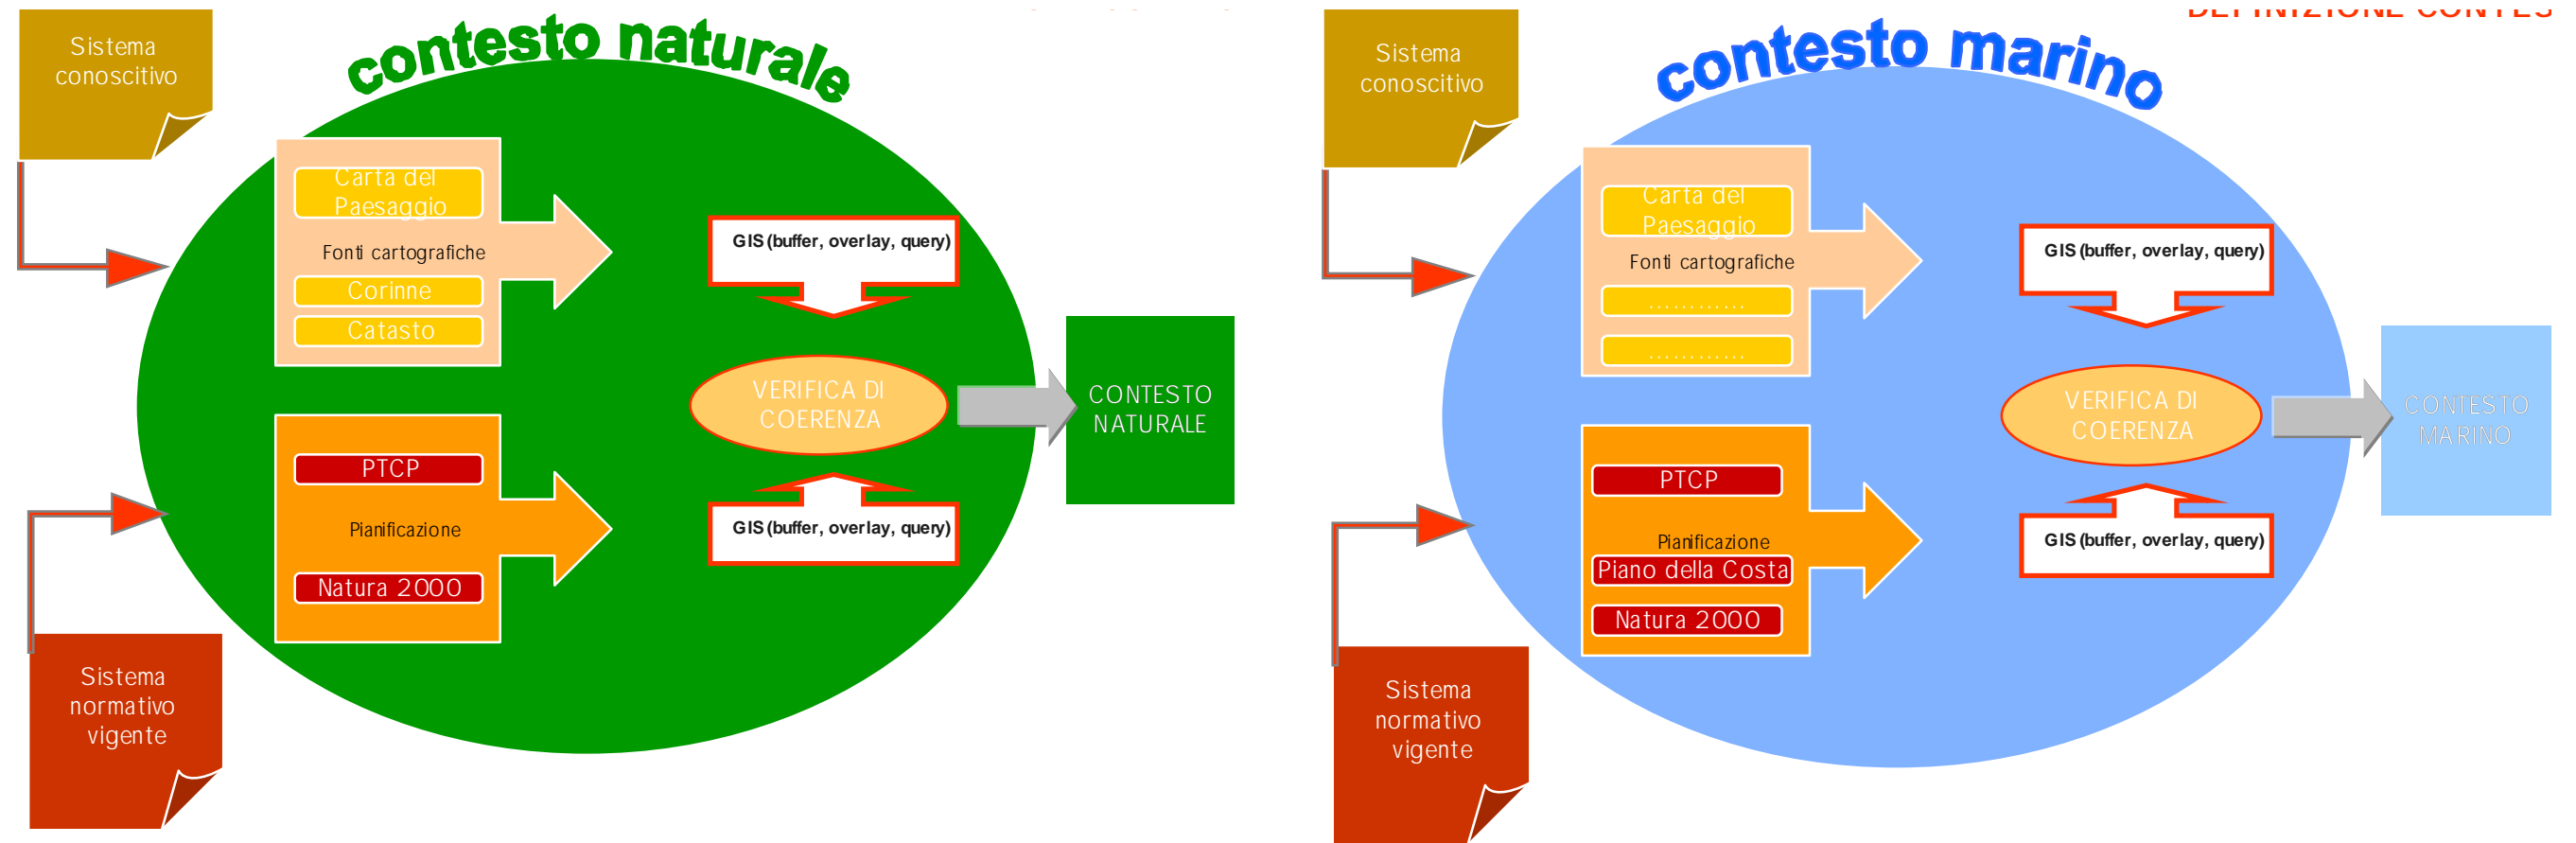 contesto naturale
Sistema
conoscitivo
Carta del
Paesaggio
Fonti cartografiche
Corinne
Catasto
GIS (buffer, overlay, query)
VERIFICA DI
COERENZA
CONTESTO
NATURALE
PTCP
Pianificazione
Natura 2000
GIS (buffer, overlay, query)
Sistema
normativo
vigente
DEFINIZIONE CONTES
contesto marino
Sistema
conoscitivo
Carta del
Paesaggio
Fonti cartografiche
............
............
GIS (buffer, overlay, query)
VERIFICA DI
COERENZA
CONTESTO
MARINO
PTCP
Pianificazione
Piano della Costa
Natura 2000
GIS (buffer, overlay, query)
Sistema
normativo
vigente